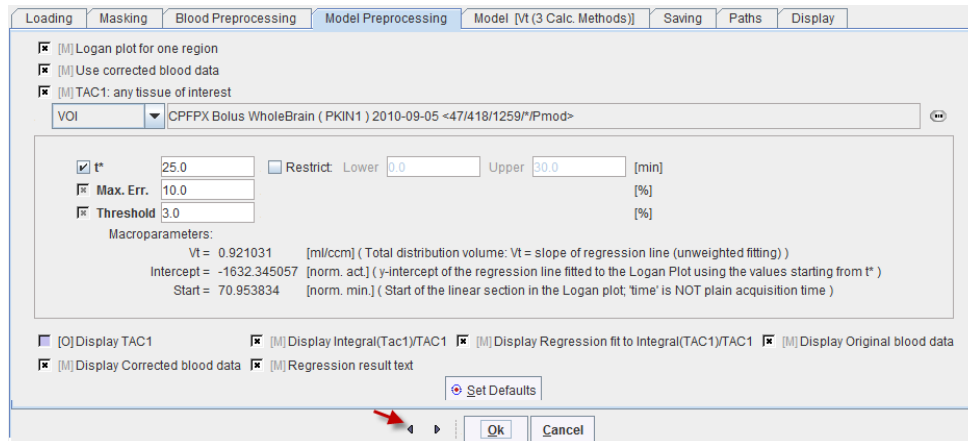 Loading Masking Blood Preprocessing Model Preprocessing Model [Vt (3 Calc. Methods)] Saving Paths Display
[M] Logan plot for one region
[M] Use corrected blood data
[M] TAC1: any tissue of interest
VOI CPFPX Bolus WholeBrain ( PKIN1 ) 2010-09-05 <47/418/1259/*/Pmod>
t* 25.0 Restrict: Lower 0.0 Upper 30.0 [min]
Max. Err. 10.0 [%]
Threshold 3.0 [%]
Macroparameters:
Vt = 0.921031 [ml/ccm] ( Total distribution volume: Vt = slope of regression line (unweighted fitting) )
Intercept = -1632.345057 [norm. act.] ( y-intercept of the regression line fitted to the Logan Plot using the values starting from t* )
Start = 70.953834 [norm. min.] ( Start of the linear section in the Logan plot; 'time' is NOT plain acquisition time )
[O] Display TAC1 [M] Display Integral(Tac1)/TAC1 [M] Display Regression fit to Integral(TAC1)/TAC1 [M] Display Original blood data
[M] Display Corrected blood data [M] Regression result text
Set Defaults
Ok Cancel